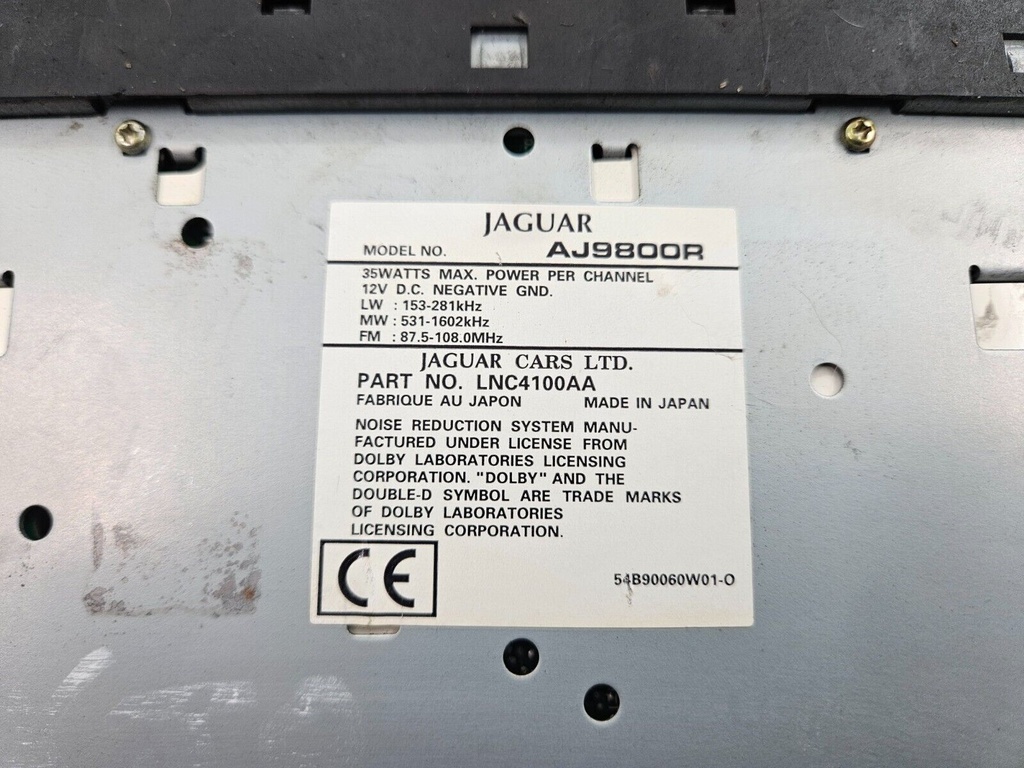 JAGUAR
MODEL NO. AJ9800R
35WATTS MAX. POWER PER CHANNEL
12V D.C. NEGATIVE GND.
LW : 153-281kHz
MW : 531-1602kHz
FM : 87.5-108.0MHz
JAGUAR CARS LTD.
PART NO. LNC4100AA
FABRIQUE AU JAPON MADE IN JAPAN
NOISE REDUCTION SYSTEM MANU-
FACTURED UNDER LICENSE FROM
DOLBY LABORATORIES LICENSING
CORPORATION. "DOLBY" AND THE
DOUBLE-D SYMBOL ARE TRADE MARKS
OF DOLBY LABORATORIES
LICENSING CORPORATION.
CE
54B90060W01-O